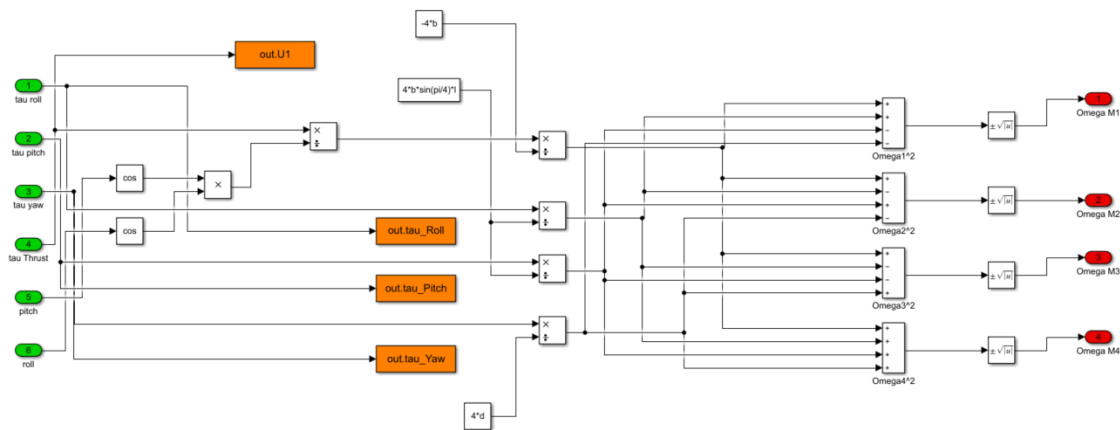 -4*b
out.U1
1
tau roll
4*b*sin(pi/4)*l
2
tau pitch
×
÷
×
÷
+
+
−
−
Omega1^2
±√|u|
1
Omega M1
3
tau yaw
cos
×
cos
4
tau Thrust
out.tau_Roll
×
÷
+
−
+
−
Omega2^2
±√|u|
2
Omega M2
5
pitch
out.tau_Pitch
×
÷
+
−
−
+
Omega3^2
±√|u|
3
Omega M3
6
roll
out.tau_Yaw
×
÷
+
+
+
+
Omega4^2
±√|u|
4
Omega M4
4*d